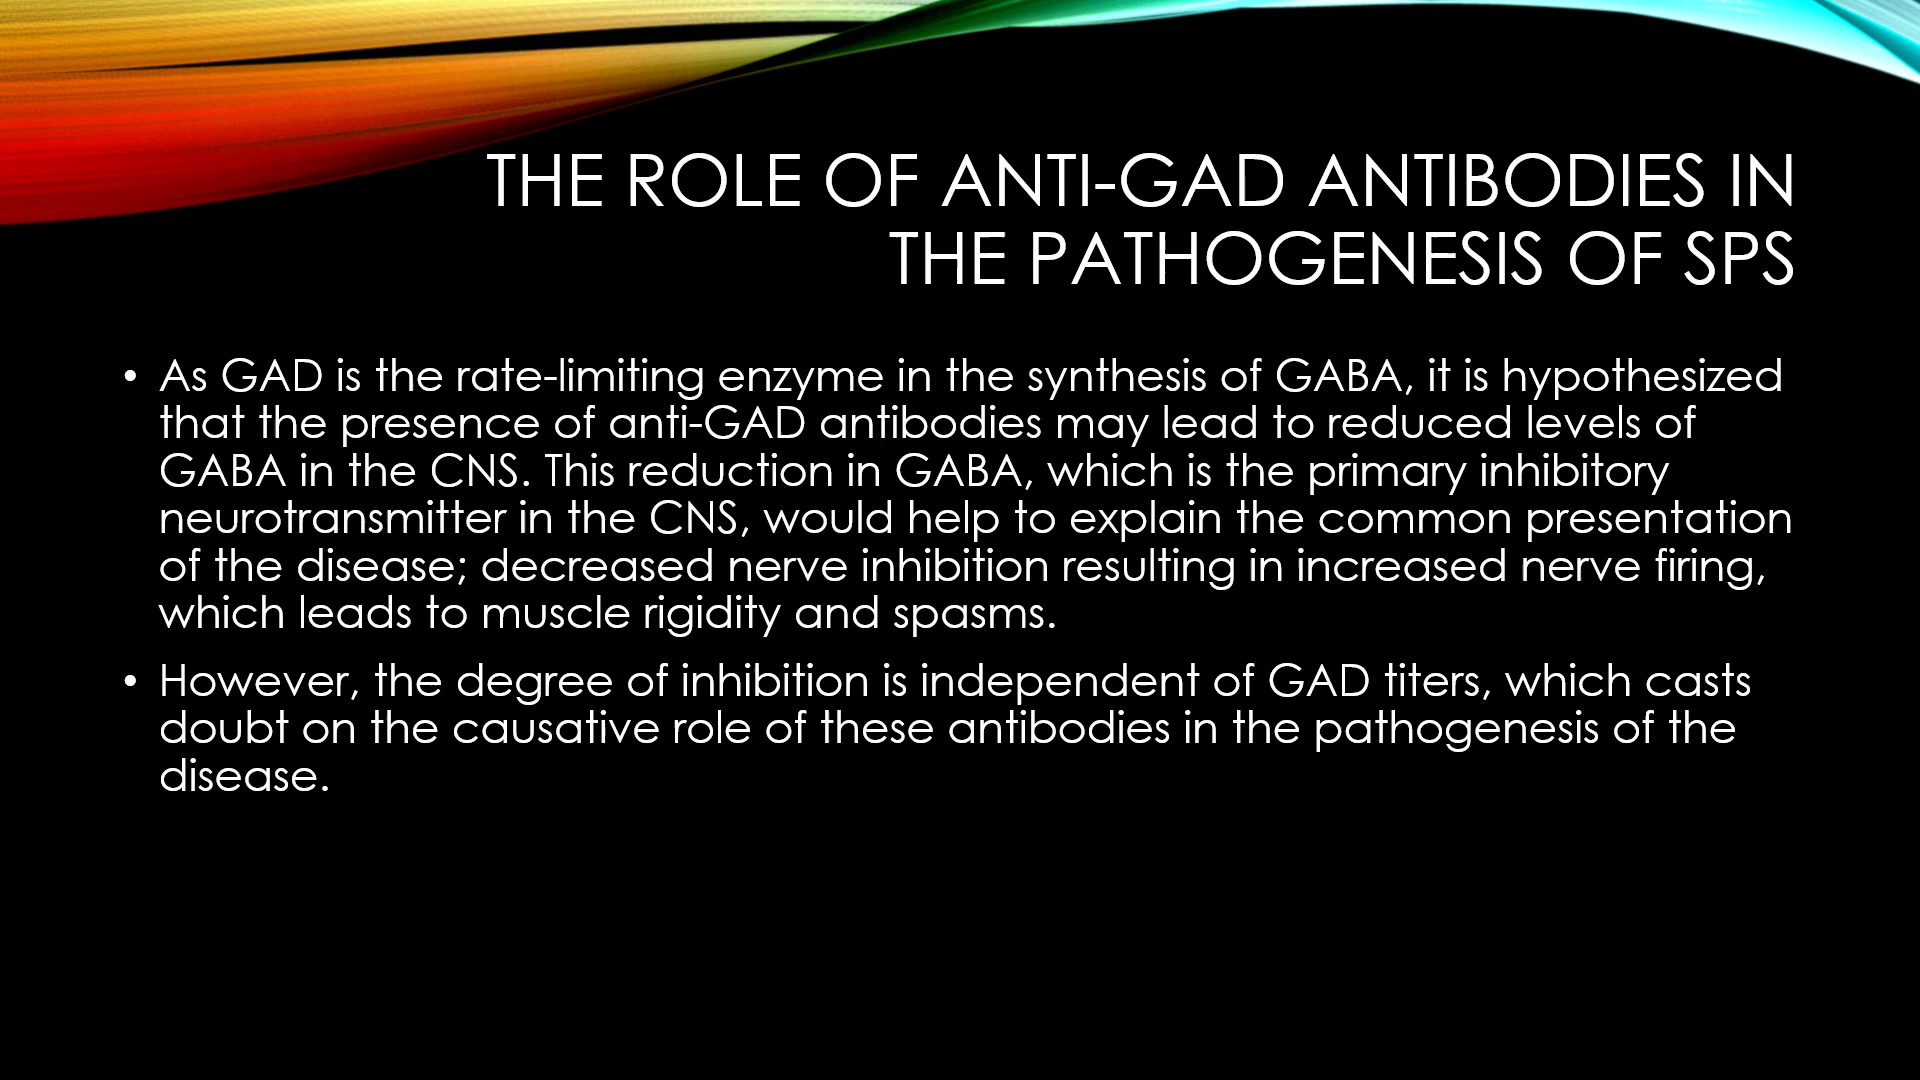 THE ROLE OF ANTI-GAD ANTIBODIES IN
THE PATHOGENESIS OF SPS
• As GAD is the rate-limiting enzyme in the synthesis of GABA, it is hypothesized
that the presence of anti-GAD antibodies may lead to reduced levels of
GABA in the CNS. This reduction in GABA, which is the primary inhibitory
neurotransmitter in the CNS, would help to explain the common presentation
of the disease; decreased nerve inhibition resulting in increased nerve firing,
which leads to muscle rigidity and spasms.
• However, the degree of inhibition is independent of GAD titers, which casts
doubt on the causative role of these antibodies in the pathogenesis of the
disease.